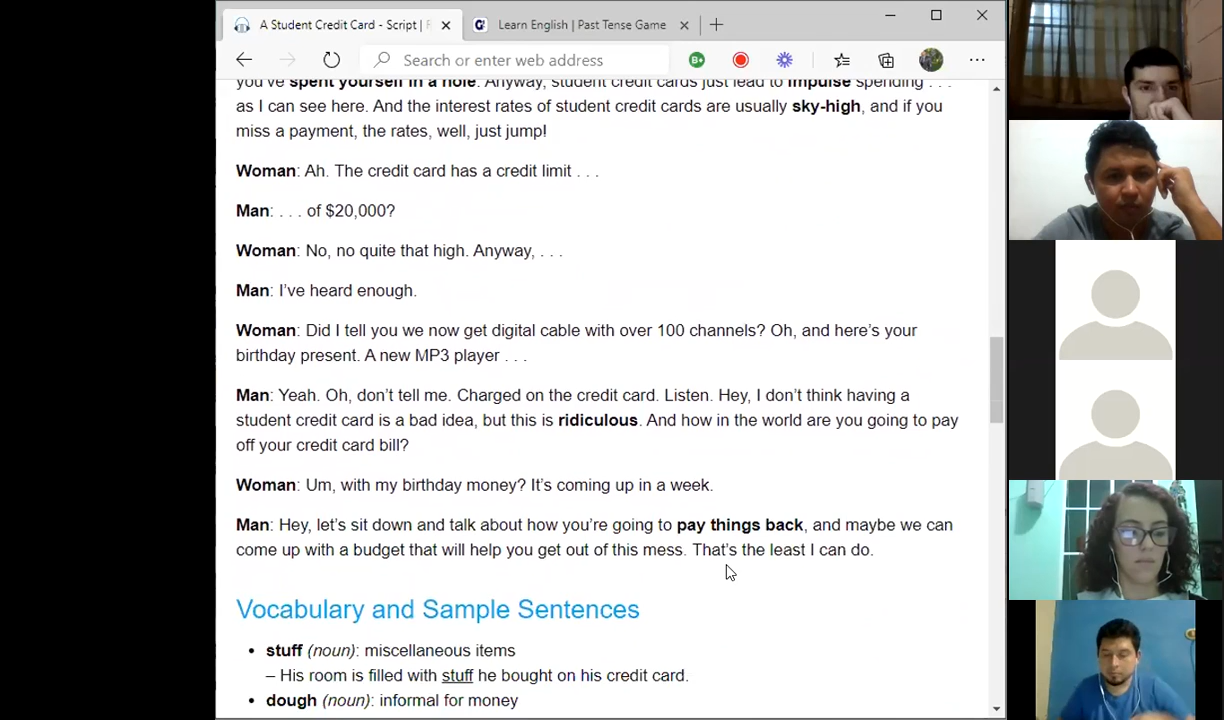 A Student Credit Card - Script |
Learn English | Past Tense Game
Search or enter web address
you've spent yourself in a hole. Anyway, student credit cards just lead to impulse spending . . .
as I can see here. And the interest rates of student credit cards are usually sky-high, and if you
miss a payment, the rates, well, just jump!
Woman: Ah. The credit card has a credit limit . . .
Man: . . . of $20,000?
Woman: No, no quite that high. Anyway, . . .
Man: I've heard enough.
Woman: Did I tell you we now get digital cable with over 100 channels? Oh, and here's your
birthday present. A new MP3 player . . .
Man: Yeah. Oh, don't tell me. Charged on the credit card. Listen. Hey, I don't think having a
student credit card is a bad idea, but this is ridiculous. And how in the world are you going to pay
off your credit card bill?
Woman: Um, with my birthday money? It's coming up in a week.
Man: Hey, let's sit down and talk about how you're going to pay things back, and maybe we can
come up with a budget that will help you get out of this mess. That's the least I can do.
Vocabulary and Sample Sentences
• stuff (noun): miscellaneous items
– His room is filled with stuff he bought on his credit card.
• dough (noun): informal for money